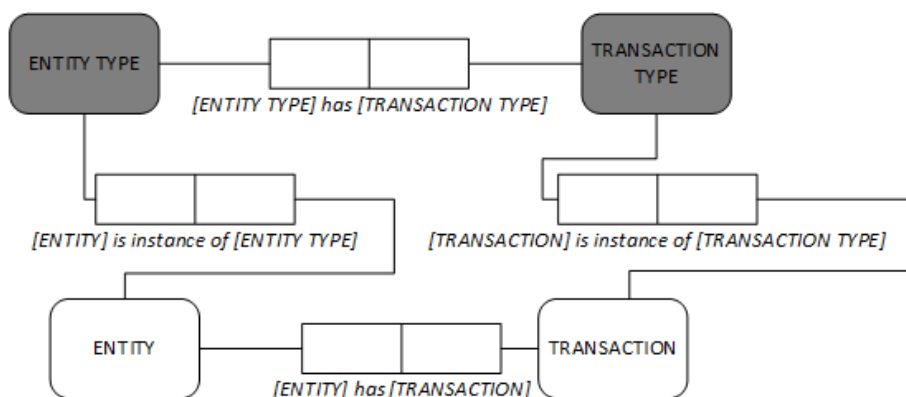 ENTITY TYPE
TRANSACTION
TYPE
[ENTITY TYPE] has [TRANSACTION TYPE]
[ENTITY] is instance of [ENTITY TYPE]
[TRANSACTION] is instance of [TRANSACTION TYPE]
ENTITY
TRANSACTION
[ENTITY] has [TRANSACTION]